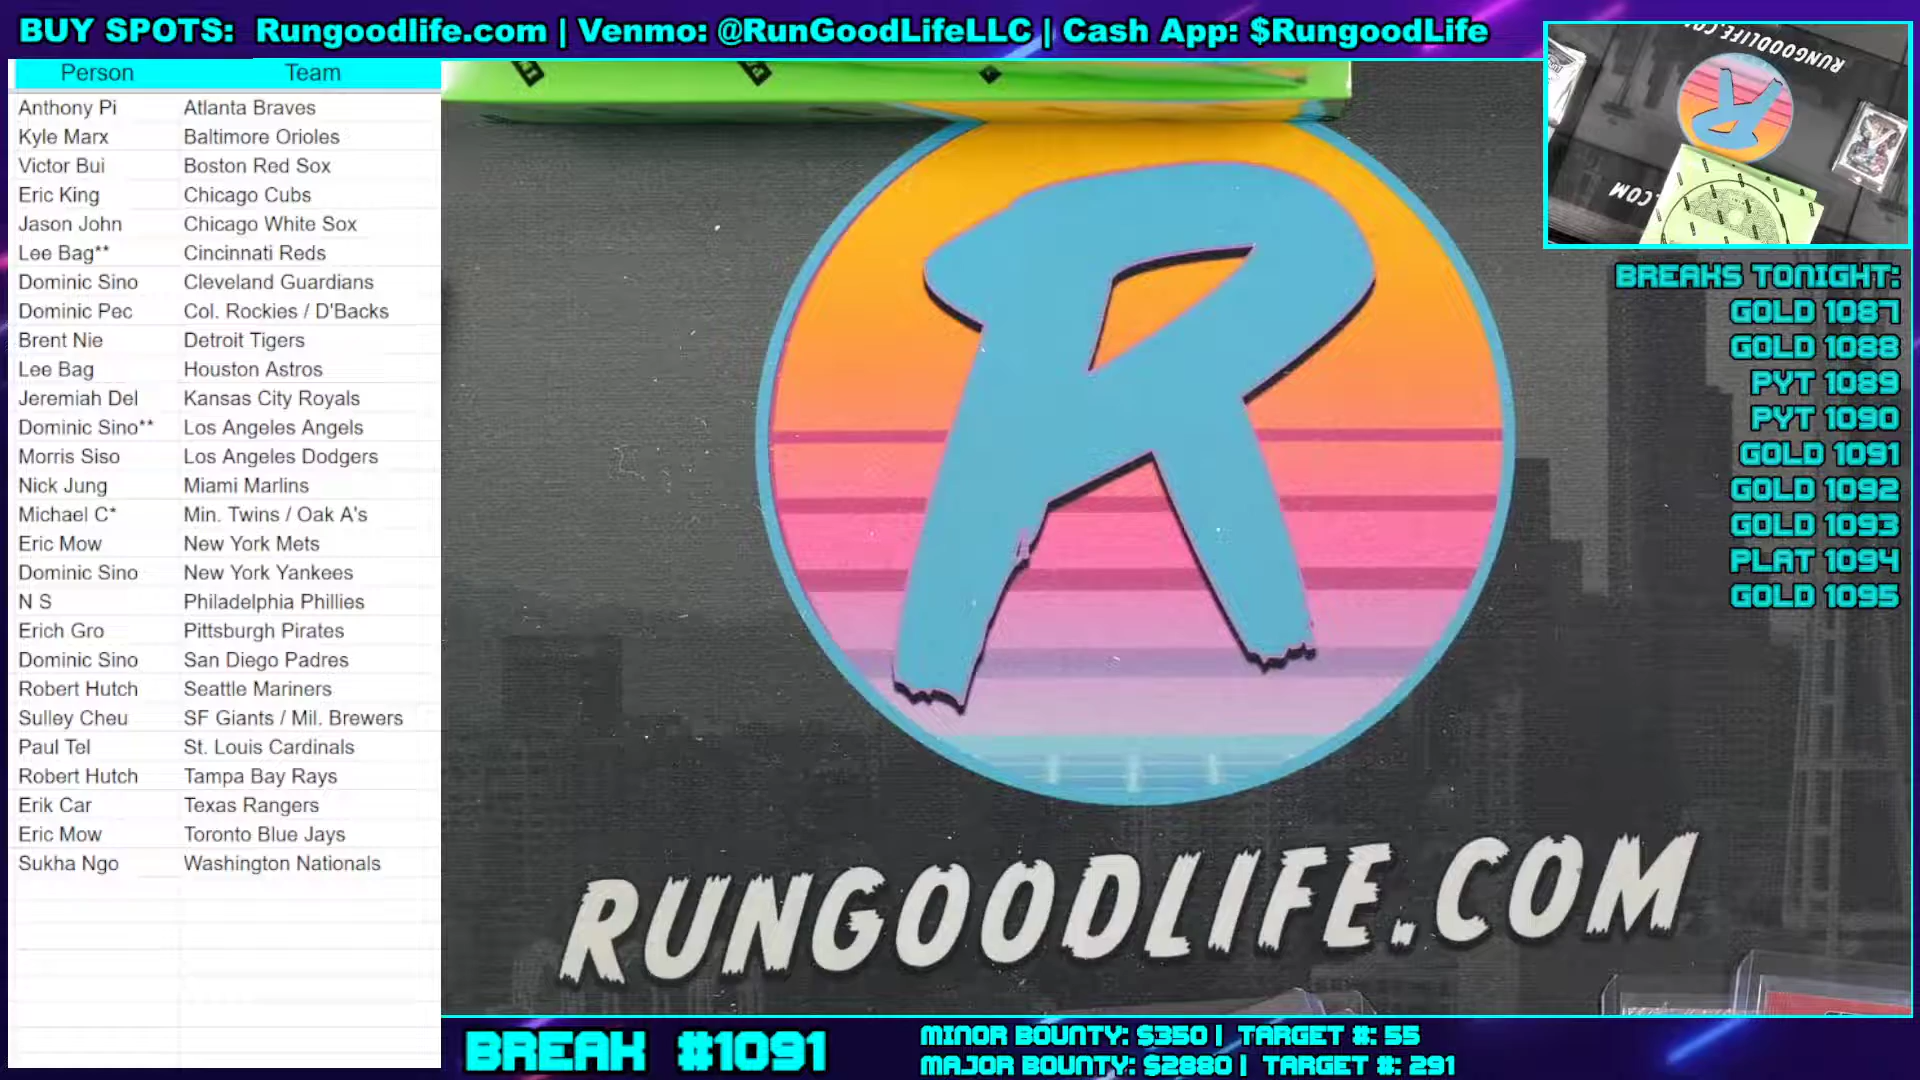 BUY SPOTS: Rungoodlife.com | Venmo: @RunGoodLifeLLC | Cash App: $RungoodLife
Person Team
Anthony Pi Atlanta Braves
Kyle Marx Baltimore Orioles
Victor Bui Boston Red Sox
Eric King Chicago Cubs
Jason John Chicago White Sox
Lee Bag** Cincinnati Reds
Dominic Sino Cleveland Guardians
Dominic Pec Col. Rockies / D'Backs
Brent Nie Detroit Tigers
Lee Bag Houston Astros
Jeremiah Del Kansas City Royals
Dominic Sino** Los Angeles Angels
Morris Siso Los Angeles Dodgers
Nick Jung Miami Marlins
Michael C* Min. Twins / Oak A's
Eric Mow New York Mets
Dominic Sino New York Yankees
N S Philadelphia Phillies
Erich Gro Pittsburgh Pirates
Dominic Sino San Diego Padres
Robert Hutch Seattle Mariners
Sulley Cheu SF Giants / Mil. Brewers
Paul Tel St. Louis Cardinals
Robert Hutch Tampa Bay Rays
Erik Car Texas Rangers
Eric Mow Toronto Blue Jays
Sukha Ngo Washington Nationals
R
RUNGOODLIFE.COM
RUNGOODLIFE
.COM
BREAKS TONIGHT:
GOLD 1087
GOLD 1088
PYT 1089
PYT 1090
GOLD 1091
GOLD 1092
GOLD 1093
PLAT 1094
GOLD 1095
BREAK #1091
MINOR BOUNTY: $350 | TARGET #: 55
MAJOR BOUNTY: $2880 | TARGET #: 291